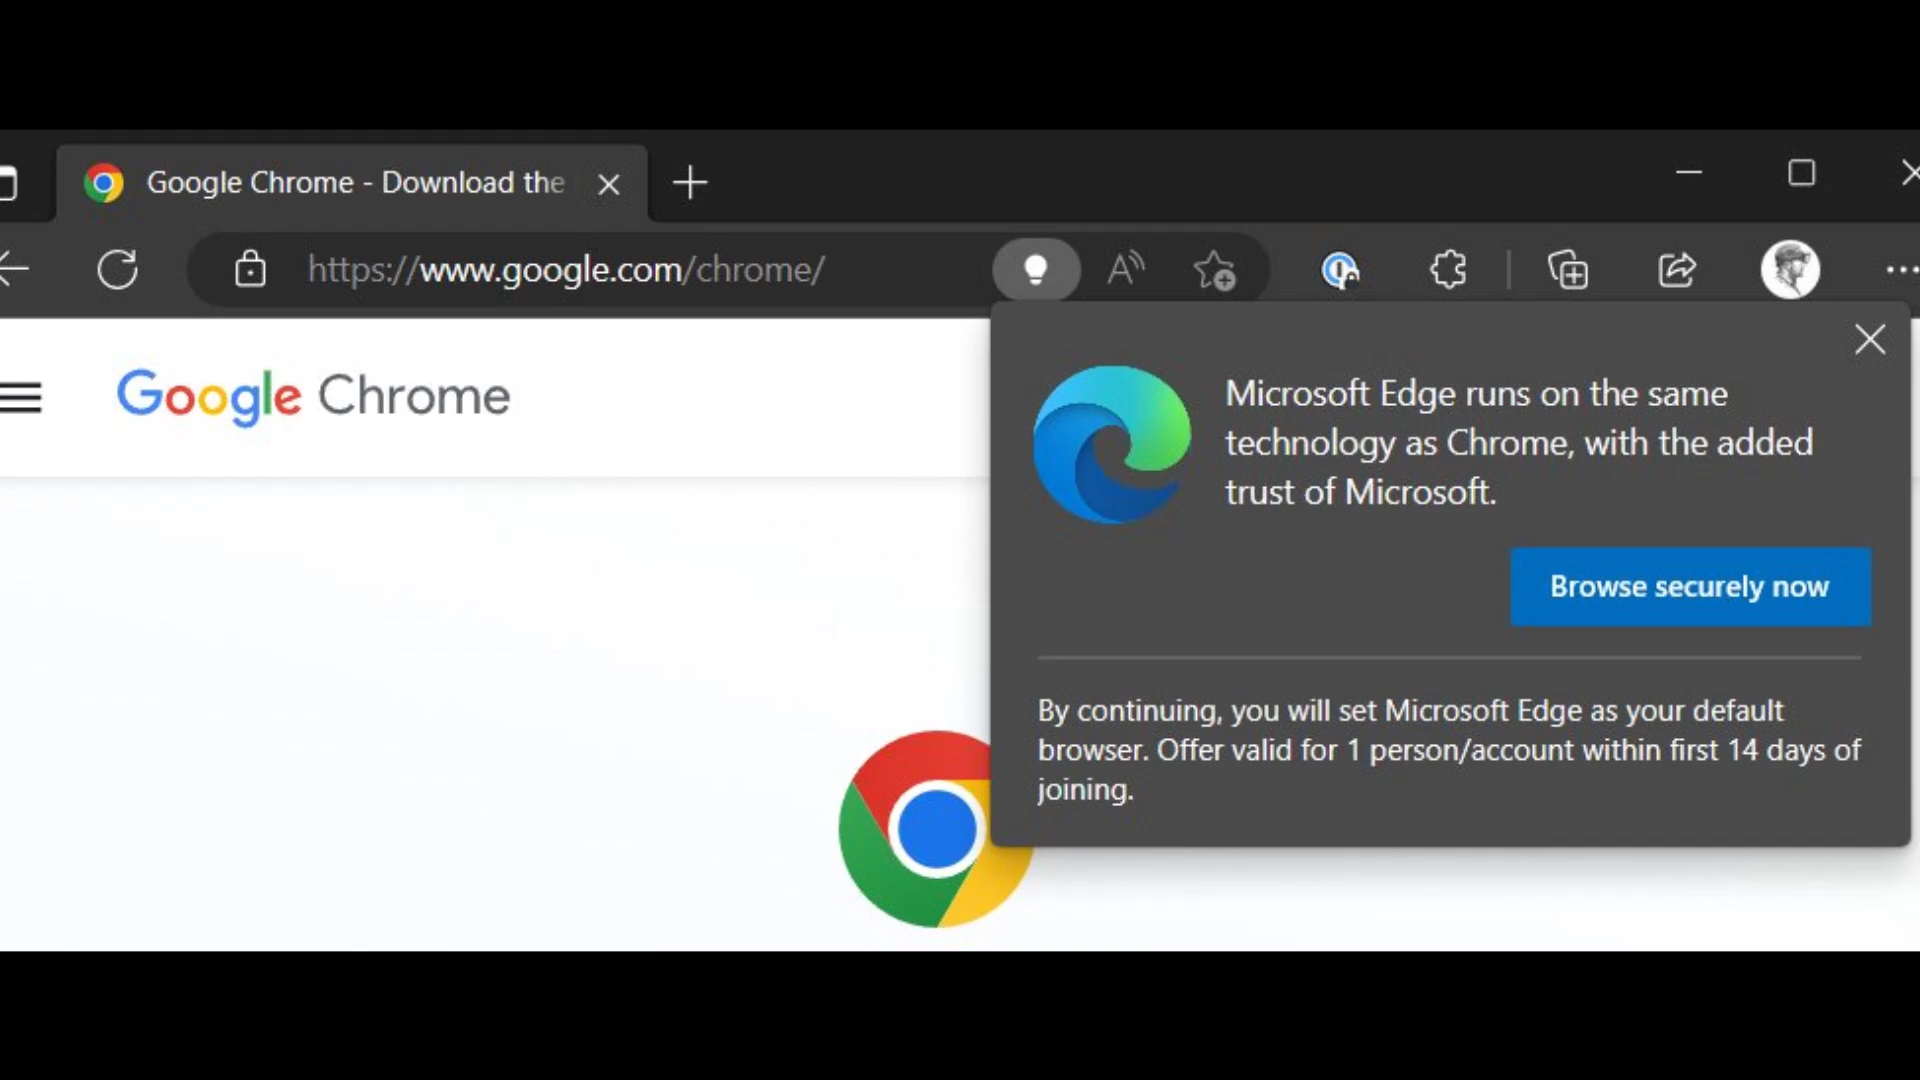 Google Chrome - Download the
https://www.google.com/chrome/
Google Chrome
Microsoft Edge runs on the same
technology as Chrome, with the added
trust of Microsoft.
Browse securely now
By continuing, you will set Microsoft Edge as your default
browser. Offer valid for 1 person/account within first 14 days of
joining.